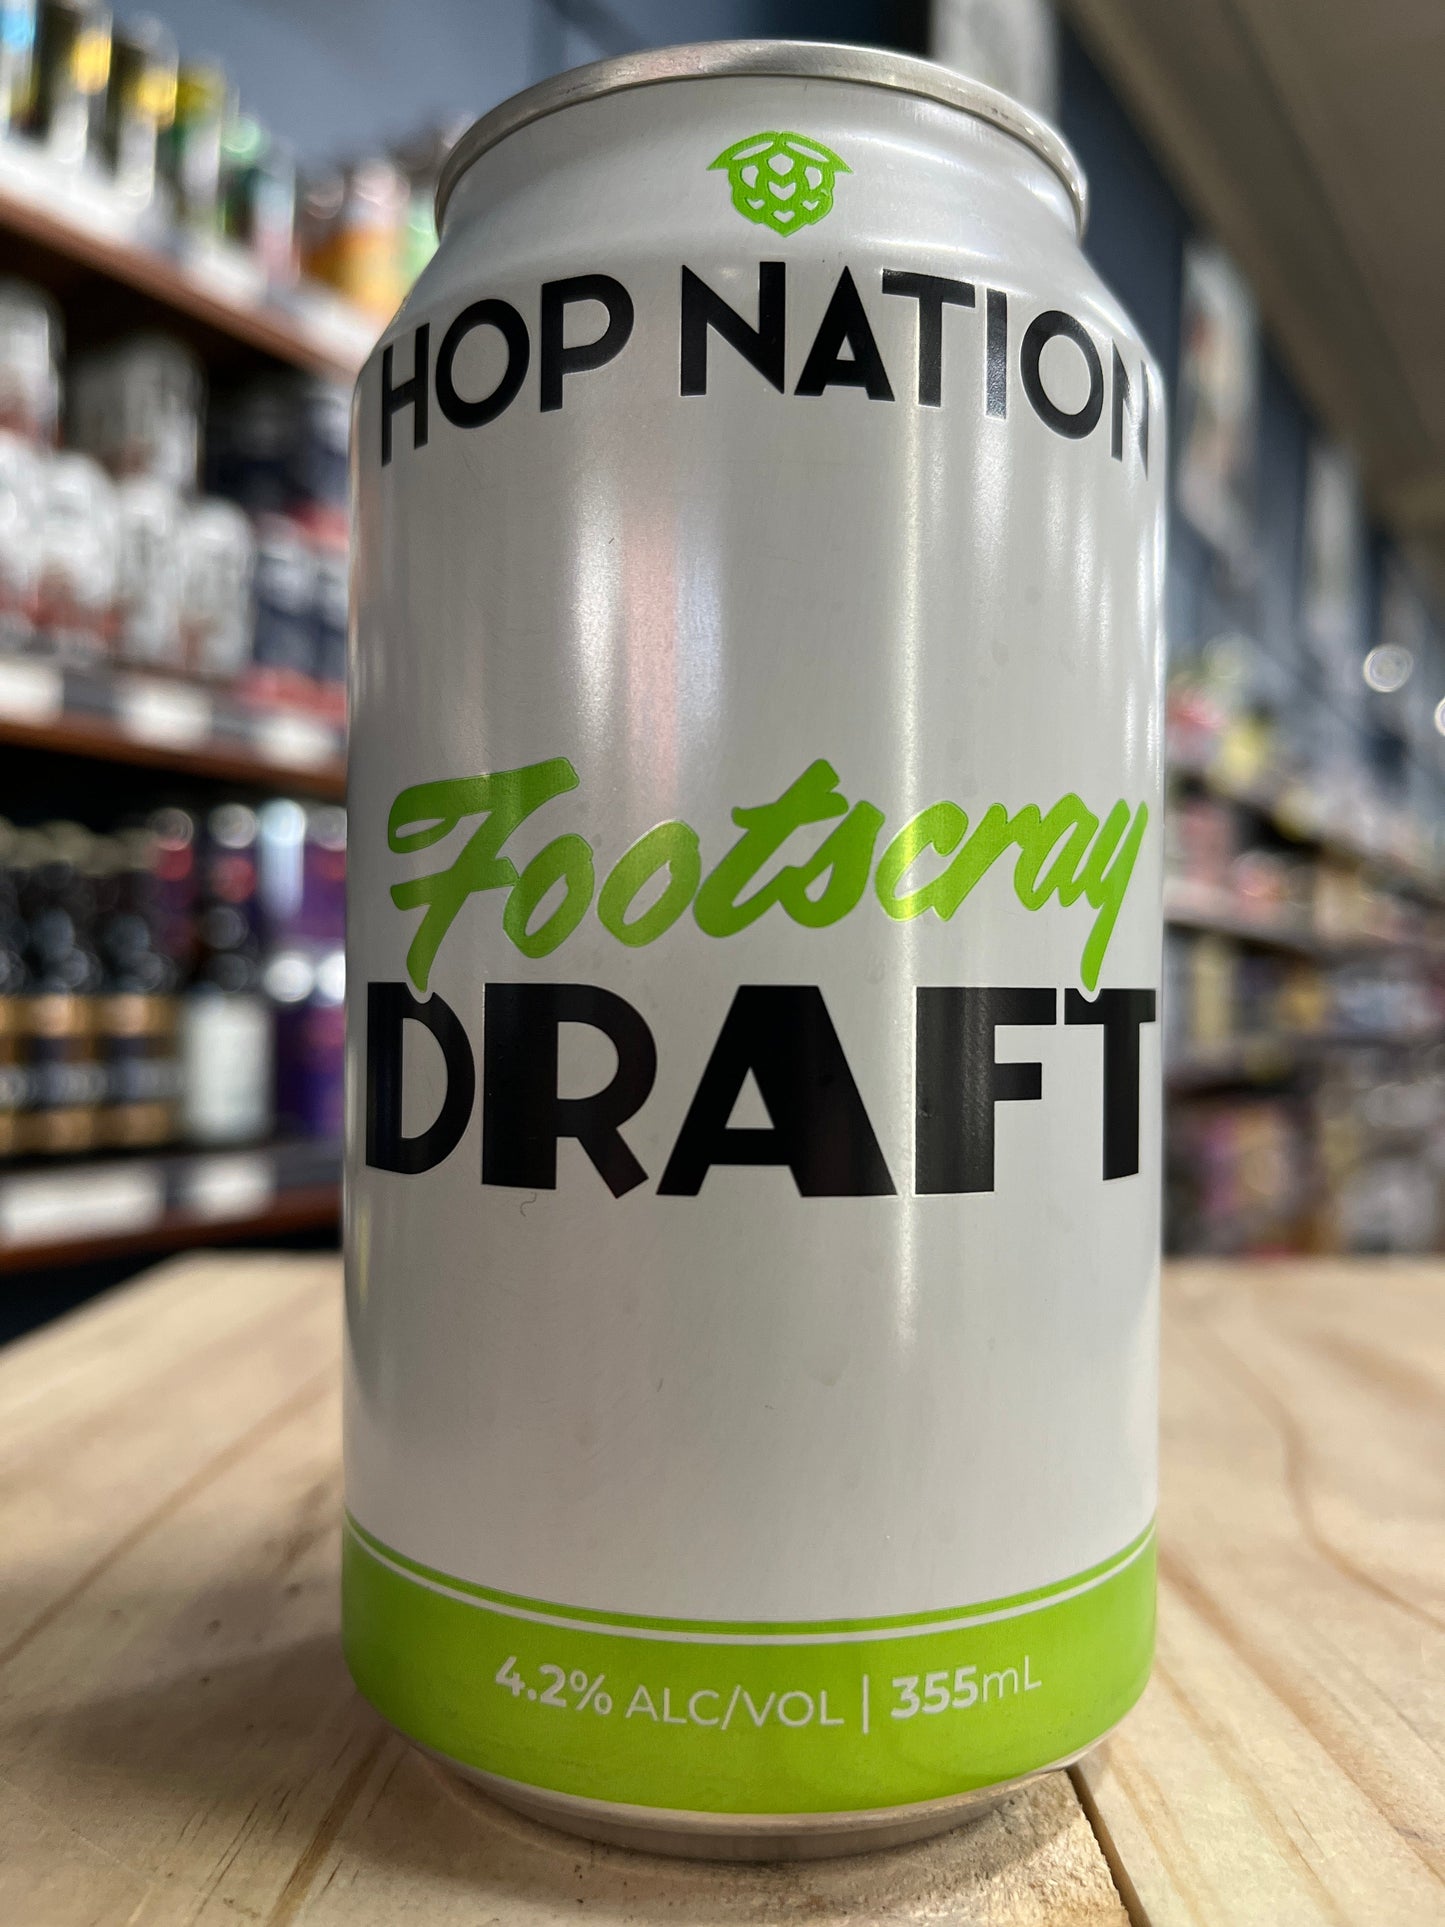 HOP NATION
Footscray
DRAFT
4.2% ALC/VOL | 355mL